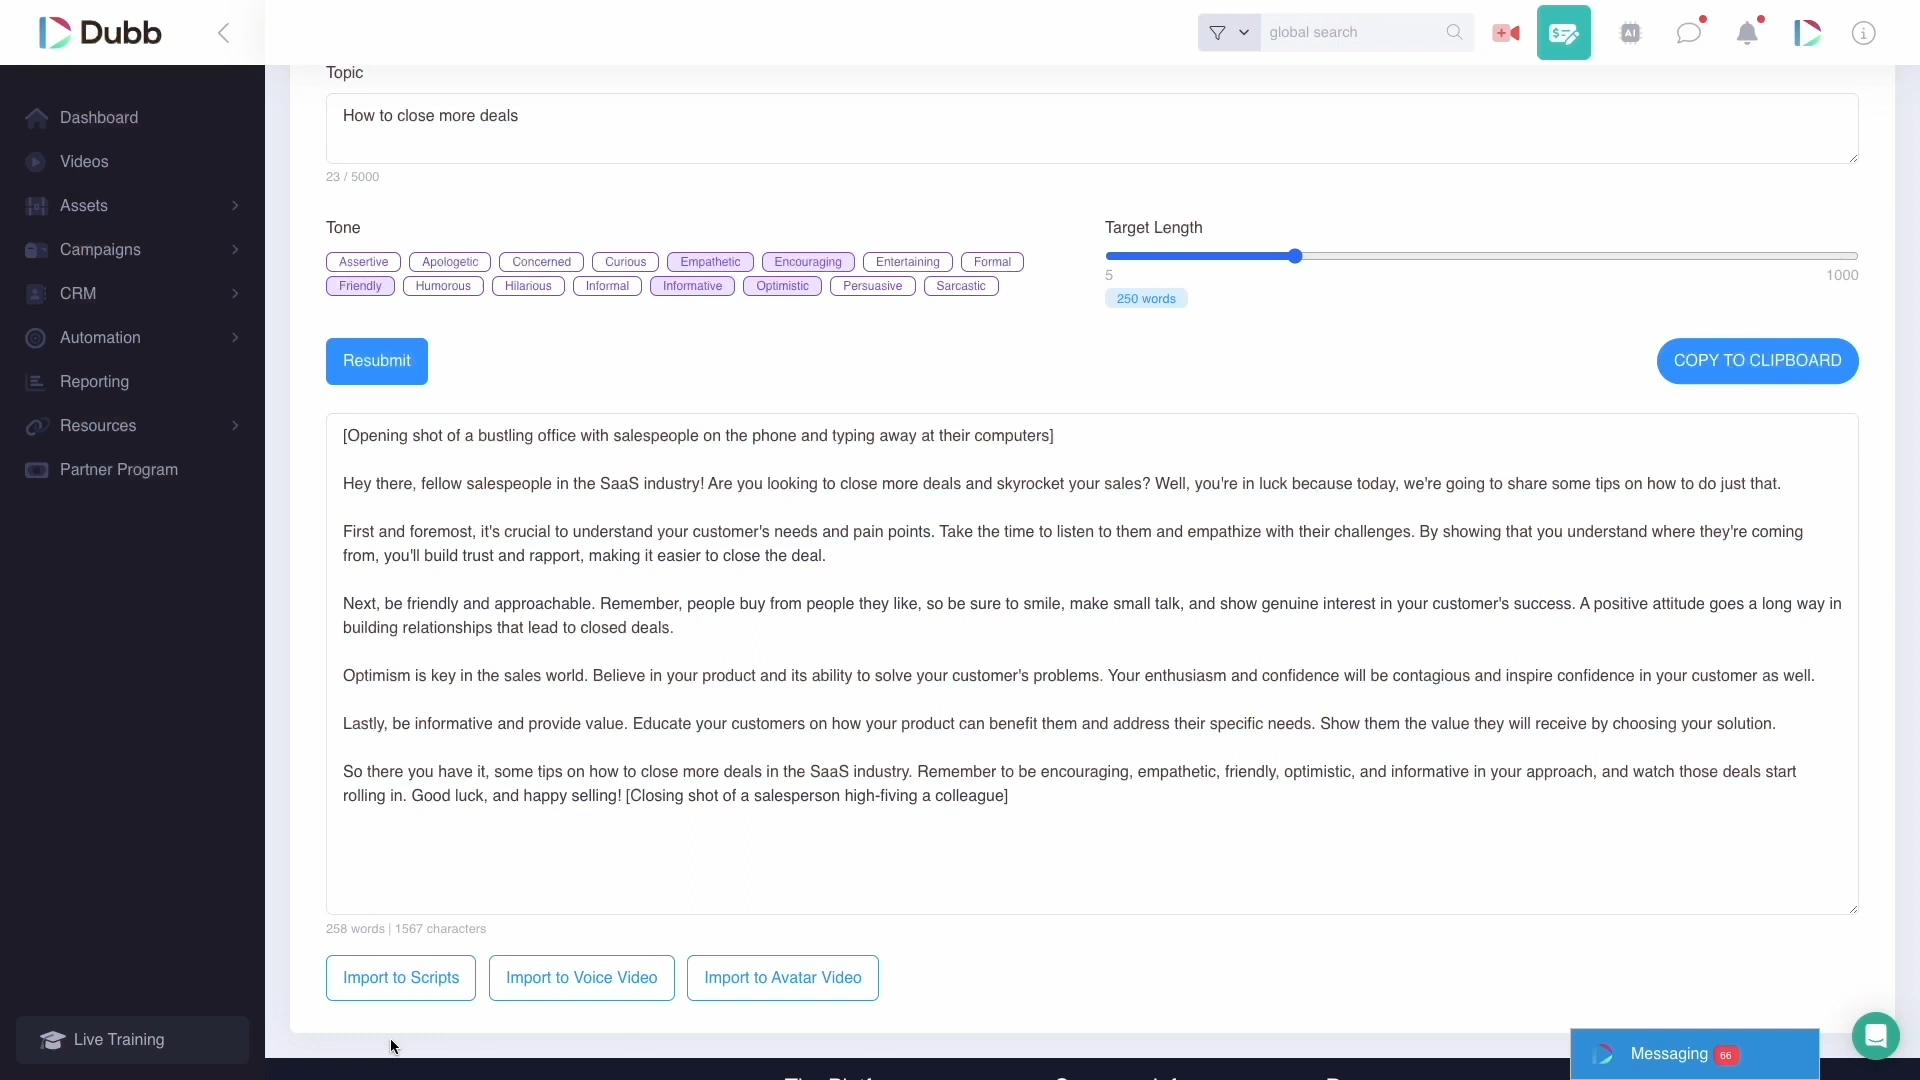 Dubb
global search
AI
Dashboard
Videos
Assets
Campaigns
CRM
Automation
Reporting
Resources
Partner Program
Live Training
Topic
How to close more deals
23 / 5000
Tone
Assertive Apologetic Concerned Curious Empathetic Encouraging Entertaining Formal
Friendly Humorous Hilarious Informal Informative Optimistic Persuasive Sarcastic
Target Length
5 1000
250 words
Resubmit
COPY TO CLIPBOARD
[Opening shot of a bustling office with salespeople on the phone and typing away at their computers]
Hey there, fellow salespeople in the SaaS industry! Are you looking to close more deals and skyrocket your sales? Well, you're in luck because today, we're going to share some tips on how to do just that.
First and foremost, it's crucial to understand your customer's needs and pain points. Take the time to listen to them and empathize with their challenges. By showing that you understand where they're coming
from, you'll build trust and rapport, making it easier to close the deal.
Next, be friendly and approachable. Remember, people buy from people they like, so be sure to smile, make small talk, and show genuine interest in your customer's success. A positive attitude goes a long way in
building relationships that lead to closed deals.
Optimism is key in the sales world. Believe in your product and its ability to solve your customer's problems. Your enthusiasm and confidence will be contagious and inspire confidence in your customer as well.
Lastly, be informative and provide value. Educate your customers on how your product can benefit them and address their specific needs. Show them the value they will receive by choosing your solution.
So there you have it, some tips on how to close more deals in the SaaS industry. Remember to be encouraging, empathetic, friendly, optimistic, and informative in your approach, and watch those deals start
rolling in. Good luck, and happy selling! [Closing shot of a salesperson high-fiving a colleague]
258 words | 1567 characters
Import to Scripts
Import to Voice Video
Import to Avatar Video
Messaging 66